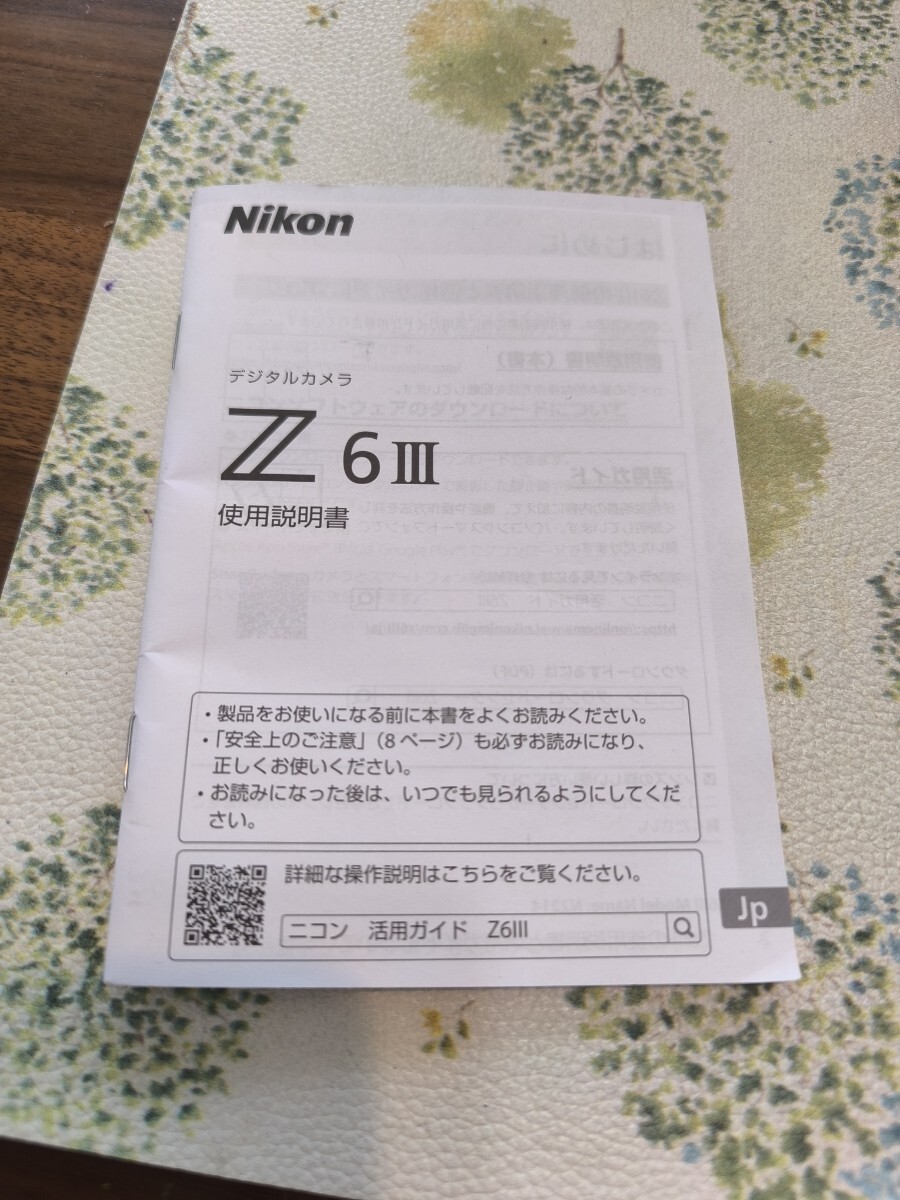 Nikon
デジタルカメラ
Z 6III
使用説明書
・製品をお使いになる前に本書をよくお読みください。
・「安全上のご注意」（8 ページ）も必ずお読みになり、
正しくお使いください。
・お読みになった後は、いつでも見られるようにしてくだ
さい。
詳細な操作説明はこちらをご覧ください。
ニコン 活用ガイド Z6III
Jp